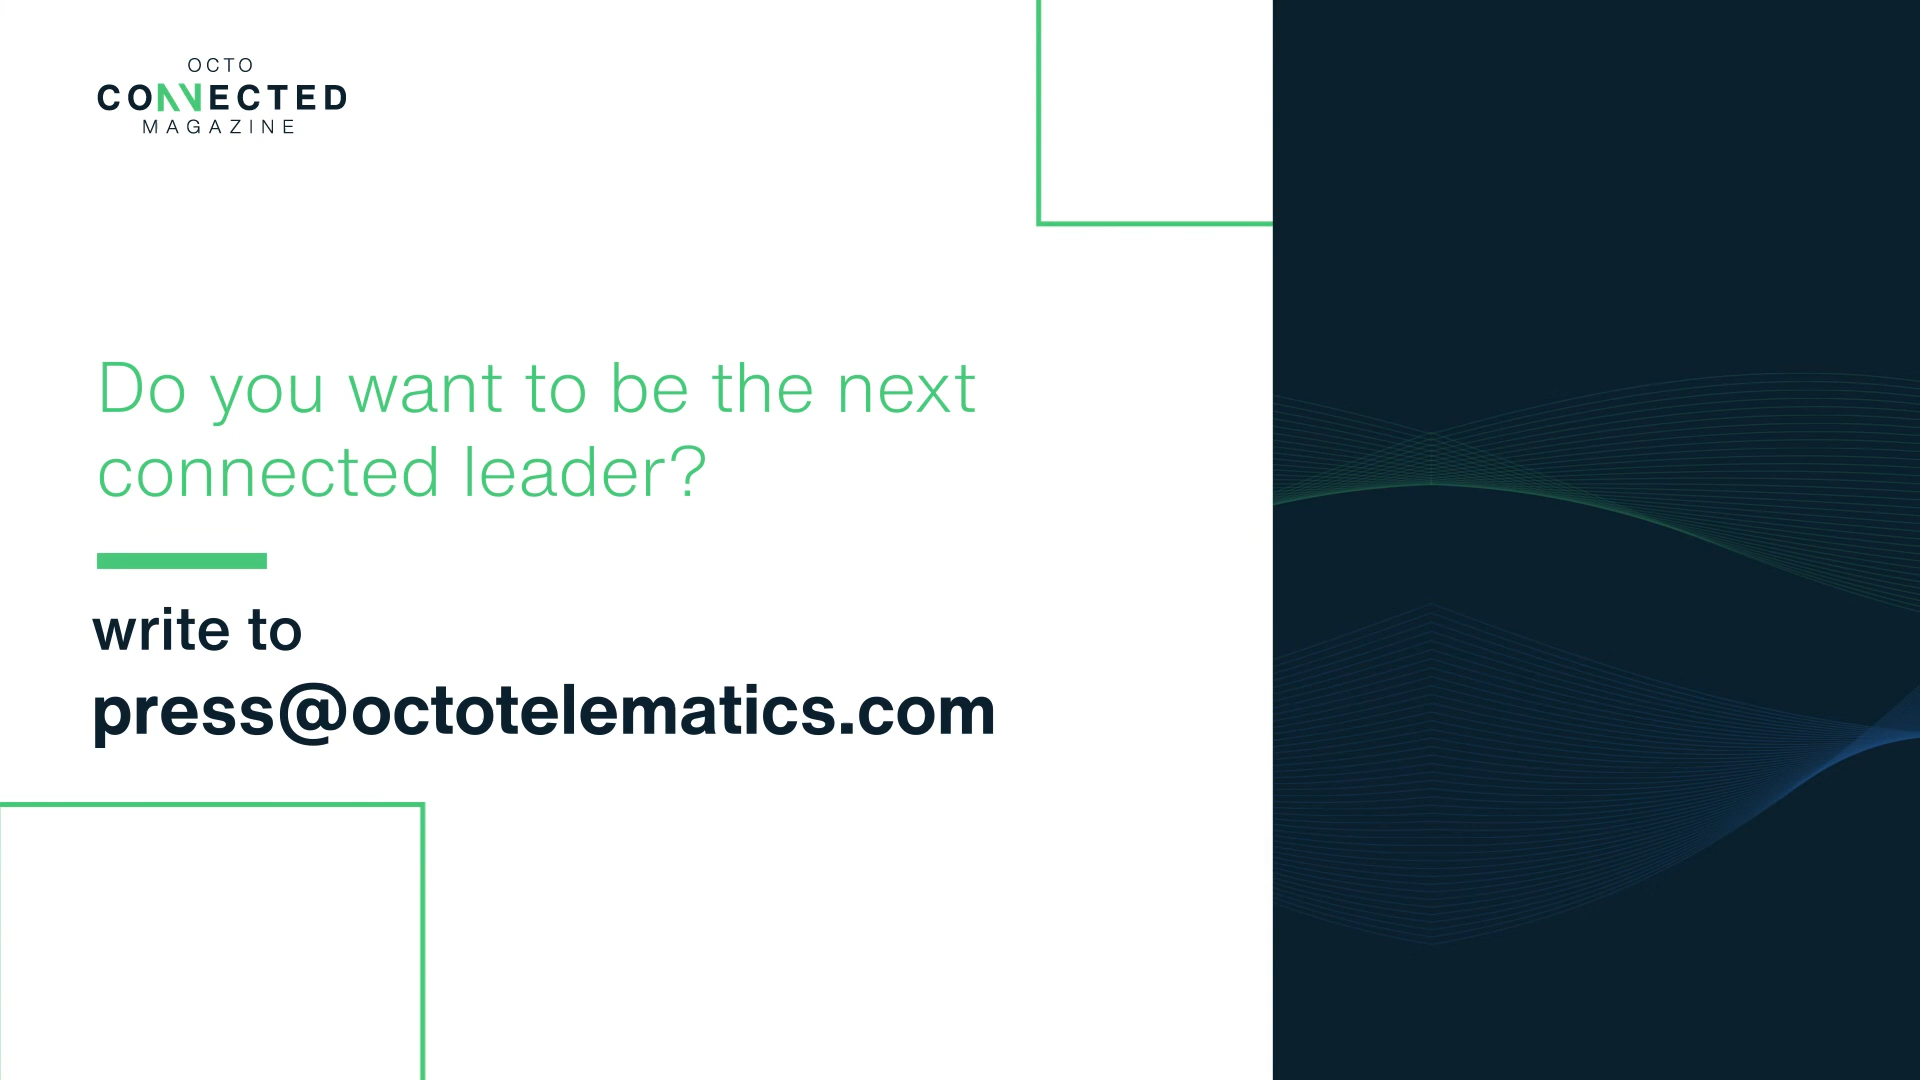 OCTO
CONNECTED
MAGAZINE
Do you want to be the next
connected leader?
write to
press@octotelematics.com